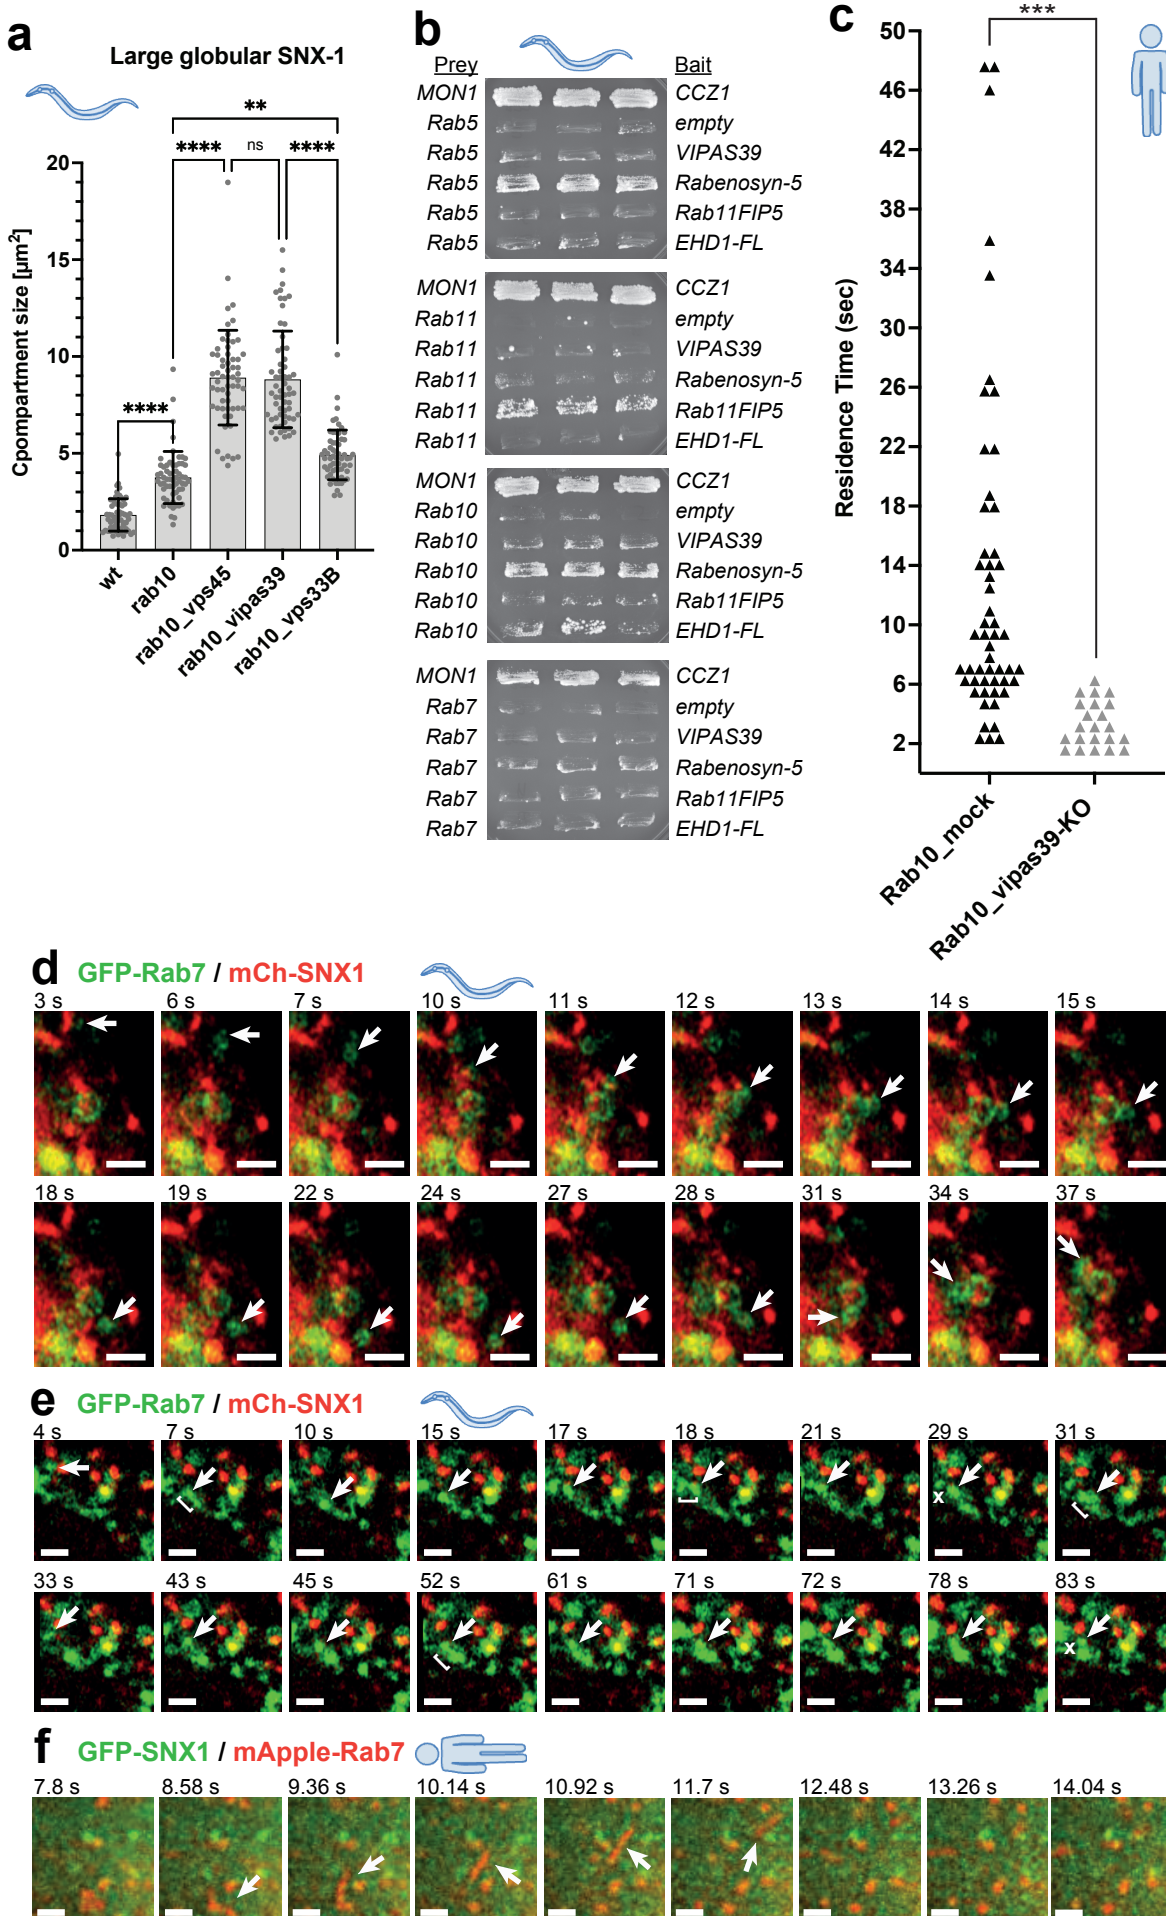 a
Large globular SNX-1
**
**** ns ****
****
Cpompartment size [µm²]
20
15
10
5
0
wt
rab10
rab10_vps45
rab10_vipas39
rab10_vps33B
b
Prey Bait
MON1 CCZ1
Rab5 empty
Rab5 VIPAS39
Rab5 Rabenosyn-5
Rab5 Rab11FIP5
Rab5 EHD1-FL
MON1 CCZ1
Rab11 empty
Rab11 VIPAS39
Rab11 Rabenosyn-5
Rab11 Rab11FIP5
Rab11 EHD1-FL
MON1 CCZ1
Rab10 empty
Rab10 VIPAS39
Rab10 Rabenosyn-5
Rab10 Rab11FIP5
Rab10 EHD1-FL
MON1 CCZ1
Rab7 empty
Rab7 VIPAS39
Rab7 Rabenosyn-5
Rab7 Rab11FIP5
Rab7 EHD1-FL
c
***
Residence Time (sec)
50
46
42
38
34
30
26
22
18
14
10
6
2
Rab10_mock
Rab10_vipas39-KO
d GFP-Rab7 / mCh-SNX1
3 s 6 s 7 s 10 s 11 s 12 s 13 s 14 s 15 s
18 s 19 s 22 s 24 s 27 s 28 s 31 s 34 s 37 s
e GFP-Rab7 / mCh-SNX1
4 s 7 s 10 s 15 s 17 s 18 s 21 s 29 s 31 s
x
33 s 43 s 45 s 52 s 61 s 71 s 72 s 78 s 83 s
x
f GFP-SNX1 / mApple-Rab7
7.8 s 8.58 s 9.36 s 10.14 s 10.92 s 11.7 s 12.48 s 13.26 s 14.04 s